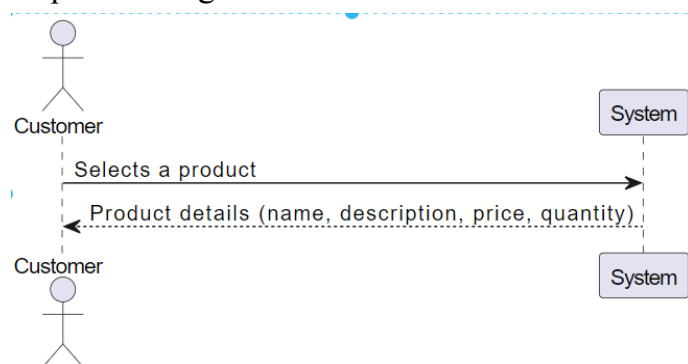 Customer
System
Selects a product
Product details (name, description, price, quantity)
Customer
System